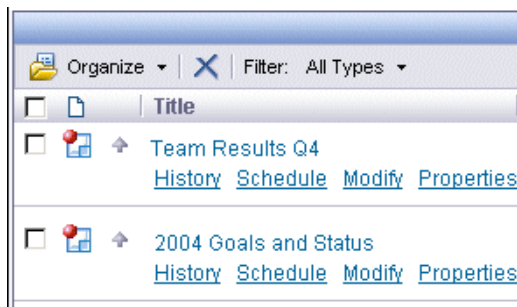 Organize Filter: All Types
Title
Team Results Q4
History Schedule Modify Properties
2004 Goals and Status
History Schedule Modify Properties